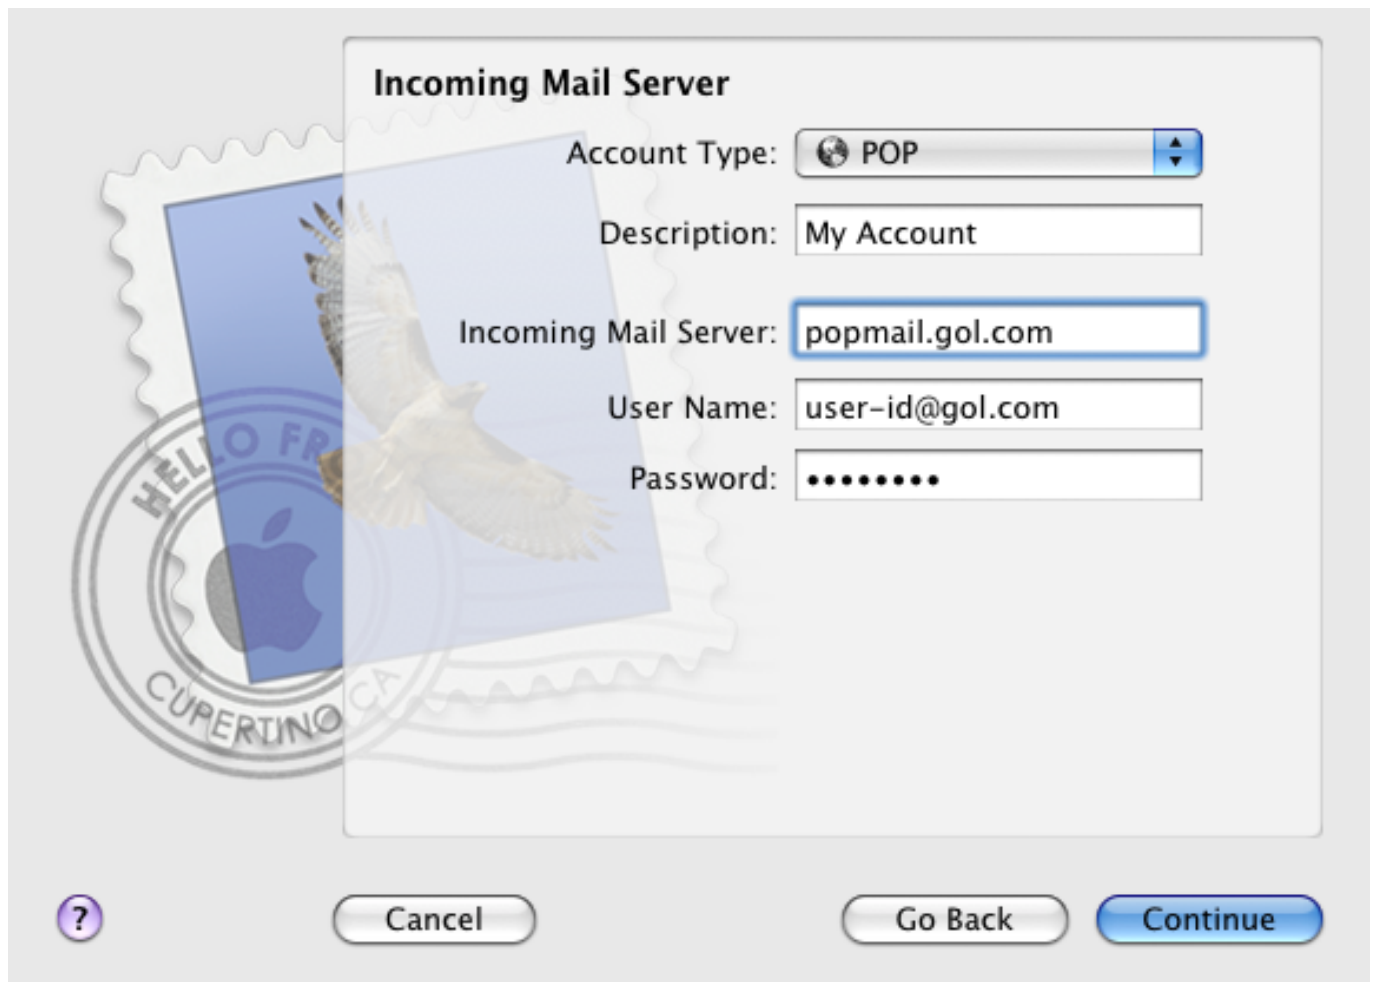 Incoming Mail Server
Account Type: POP
Description: My Account
Incoming Mail Server: popmail.gol.com
User Name: user-id@gol.com
Password: ••••••••
HELLO FR
CUPERTINO CA
? Cancel Go Back Continue